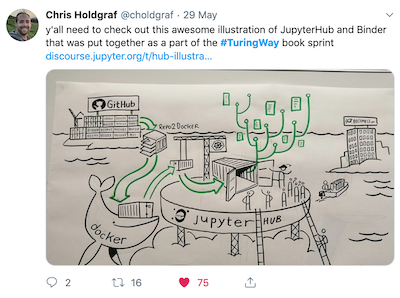 Chris Holdgraf @choldgraf · 29 May
y'all need to check out this awesome illustration of JupyterHub and Binder
that was put together as a part of the #TuringWay book sprint
discourse.jupyter.org/t/hub-illustra...
GitHub
REPO2DOCKER
docker
jupyter HUB
2
16
75